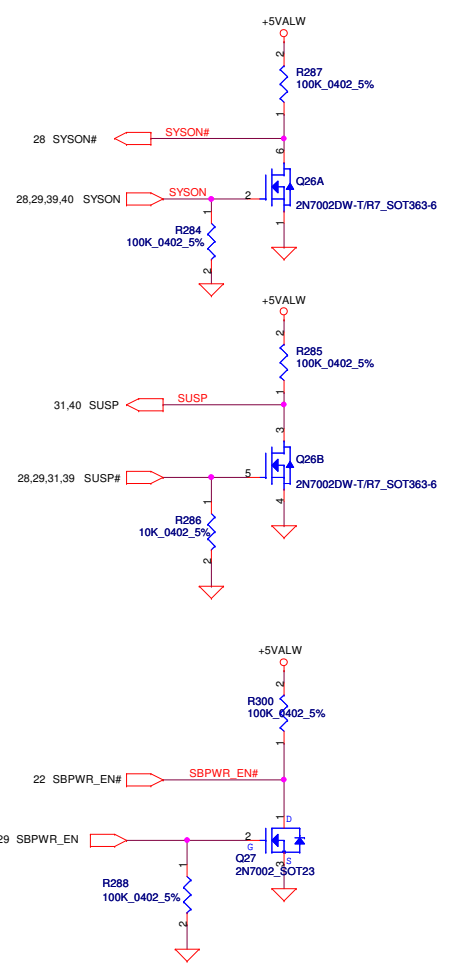 +5VALW
2
R287
100K_0402_5%
1
28 SYSON#
SYSON#
6
Q26A
28,29,39,40 SYSON
SYSON
2
2N7002DW-T/R7_SOT363-6
1
1
R284
100K_0402_5%
2
+5VALW
2
R285
100K_0402_5%
1
31,40 SUSP
SUSP
3
Q26B
28,29,31,39 SUSP#
5
2N7002DW-T/R7_SOT363-6
4
1
R286
10K_0402_5%
2
+5VALW
2
R300
100K_0402_5%
1
22 SBPWR_EN#
SBPWR_EN#
1
D
29 SBPWR_EN
2
G
Q27
3
S
2N7002_SOT23
1
R288
100K_0402_5%
2